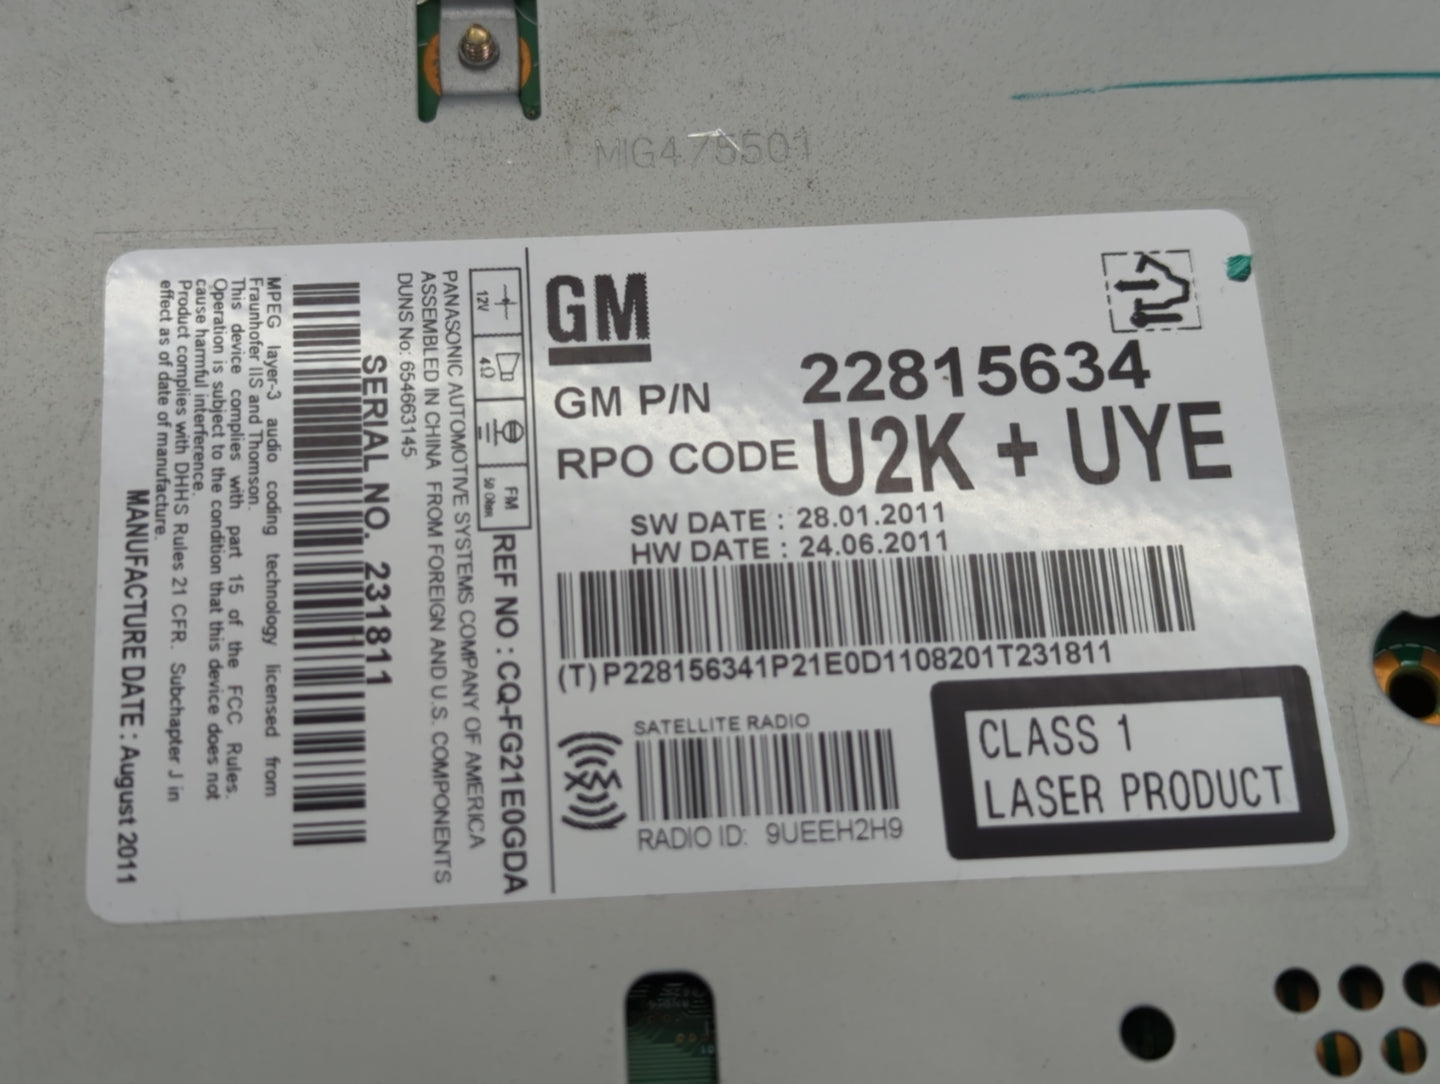 MIG475501
GM
GM P/N 22815634
RPO CODE U2K + UYE
SW DATE : 28.01.2011
HW DATE : 24.06.2011
(T) P228156341P21E0D1108201T231811
SATELLITE RADIO
RADIO ID: 9UEEH2H9
CLASS 1
LASER PRODUCT
12V 4Ω FM 50 Ohm
REF NO : CQ-FG21E0GDA
PANASONIC AUTOMOTIVE SYSTEMS COMPANY OF AMERICA
ASSEMBLED IN CHINA FROM FOREIGN AND U.S. COMPONENTS
DUNS No: 654663145
SERIAL NO. 231811
MPEG layer-3 audio coding technology licensed from
Fraunhofer IIS and Thomson.
This device complies with part 15 of the FCC Rules.
Operation is subject to the condition that this device does not
cause harmful interference.
Product complies with DHHS Rules 21 CFR. Subchapter J in
effect as of date of manufacture.
MANUFACTURE DATE : August 2011